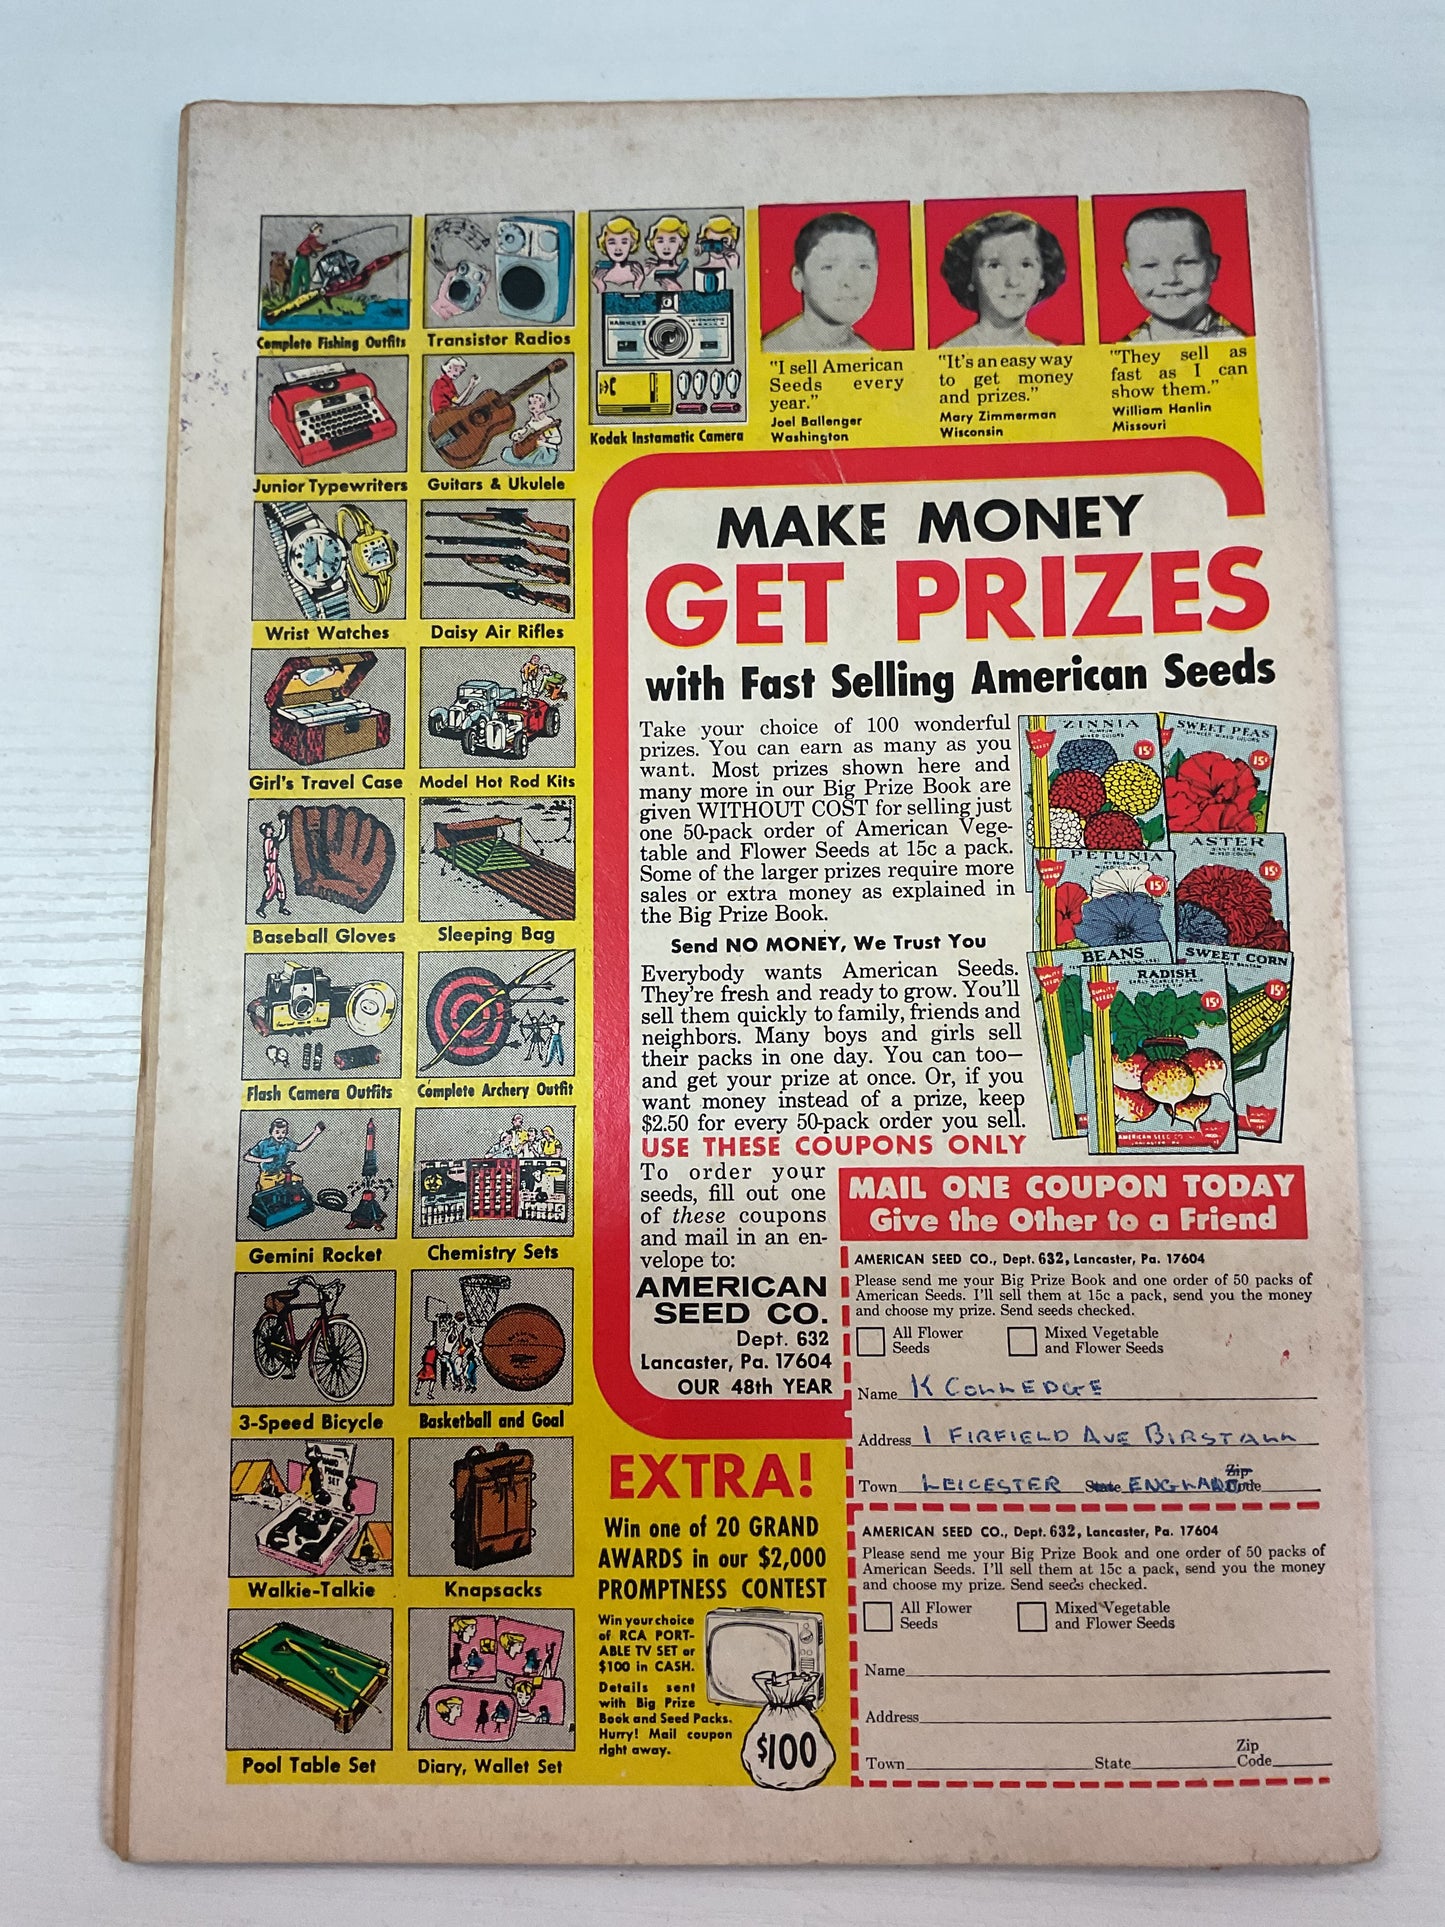 Complete Fishing Outfits
Transistor Radios
HAWKEYE INSTAMATIC
Kodak Instamatic Camera
"I sell American
Seeds every
year."
Joel Ballenger
Washington
"It's an easy way
to get money
and prizes."
Mary Zimmerman
Wisconsin
"They sell as
fast as I can
show them."
William Hanlin
Missouri
Junior Typewriters
Guitars & Ukulele
Wrist Watches
Daisy Air Rifles
Girl's Travel Case
Model Hot Rod Kits
Baseball Gloves
Sleeping Bag
Flash Camera Outfits
Complete Archery Outfit
Gemini Rocket
Chemistry Sets
3-Speed Bicycle
Basketball and Goal
Walkie-Talkie
Knapsacks
Pool Table Set
Diary, Wallet Set
MAKE MONEY
GET PRIZES
with Fast Selling American Seeds
Take your choice of 100 wonderful
prizes. You can earn as many as you
want. Most prizes shown here and
many more in our Big Prize Book are
given WITHOUT COST for selling just
one 50-pack order of American Vege-
table and Flower Seeds at 15c a pack.
Some of the larger prizes require more
sales or extra money as explained in
the Big Prize Book.
Send NO MONEY, We Trust You
Everybody wants American Seeds.
They're fresh and ready to grow. You'll
sell them quickly to family, friends and
neighbors. Many boys and girls sell
their packs in one day. You can too—
and get your prize at once. Or, if you
want money instead of a prize, keep
$2.50 for every 50-pack order you sell.
USE THESE COUPONS ONLY
To order your
seeds, fill out one
of these coupons
and mail in an en-
velope to:
AMERICAN
SEED CO.
Dept. 632
Lancaster, Pa. 17604
OUR 48th YEAR
ZINNIA
MIXED COLORS
15¢
SWEET PEAS
15¢
PETUNIA
MIXED COLORS
15¢
ASTER
MIXED COLORS
15¢
BEANS
RADISH
15¢
SWEET CORN
15¢
AMERICAN SEED CO
MAIL ONE COUPON TODAY
Give the Other to a Friend
AMERICAN SEED CO., Dept. 632, Lancaster, Pa. 17604
Please send me your Big Prize Book and one order of 50 packs of
American Seeds. I'll sell them at 15c a pack, send you the money
and choose my prize. Send seeds checked.
All Flower
Seeds
Mixed Vegetable
and Flower Seeds
Name K COLLEDGE
Address 1 FIRFIELD AVE BIRSTALL
Town LEICESTER State ENGLAND Zip Code
AMERICAN SEED CO., Dept. 632, Lancaster, Pa. 17604
Please send me your Big Prize Book and one order of 50 packs of
American Seeds. I'll sell them at 15c a pack, send you the money
and choose my prize. Send seeds checked.
All Flower
Seeds
Mixed Vegetable
and Flower Seeds
Name
Address
Town State Zip Code
EXTRA!
Win one of 20 GRAND
AWARDS in our $2,000
PROMPTNESS CONTEST
Win your choice
of RCA PORT-
ABLE TV SET or
$100 in CASH.
Details sent
with Big Prize
Book and Seed Packs.
Hurry! Mail coupon
right away.
$100